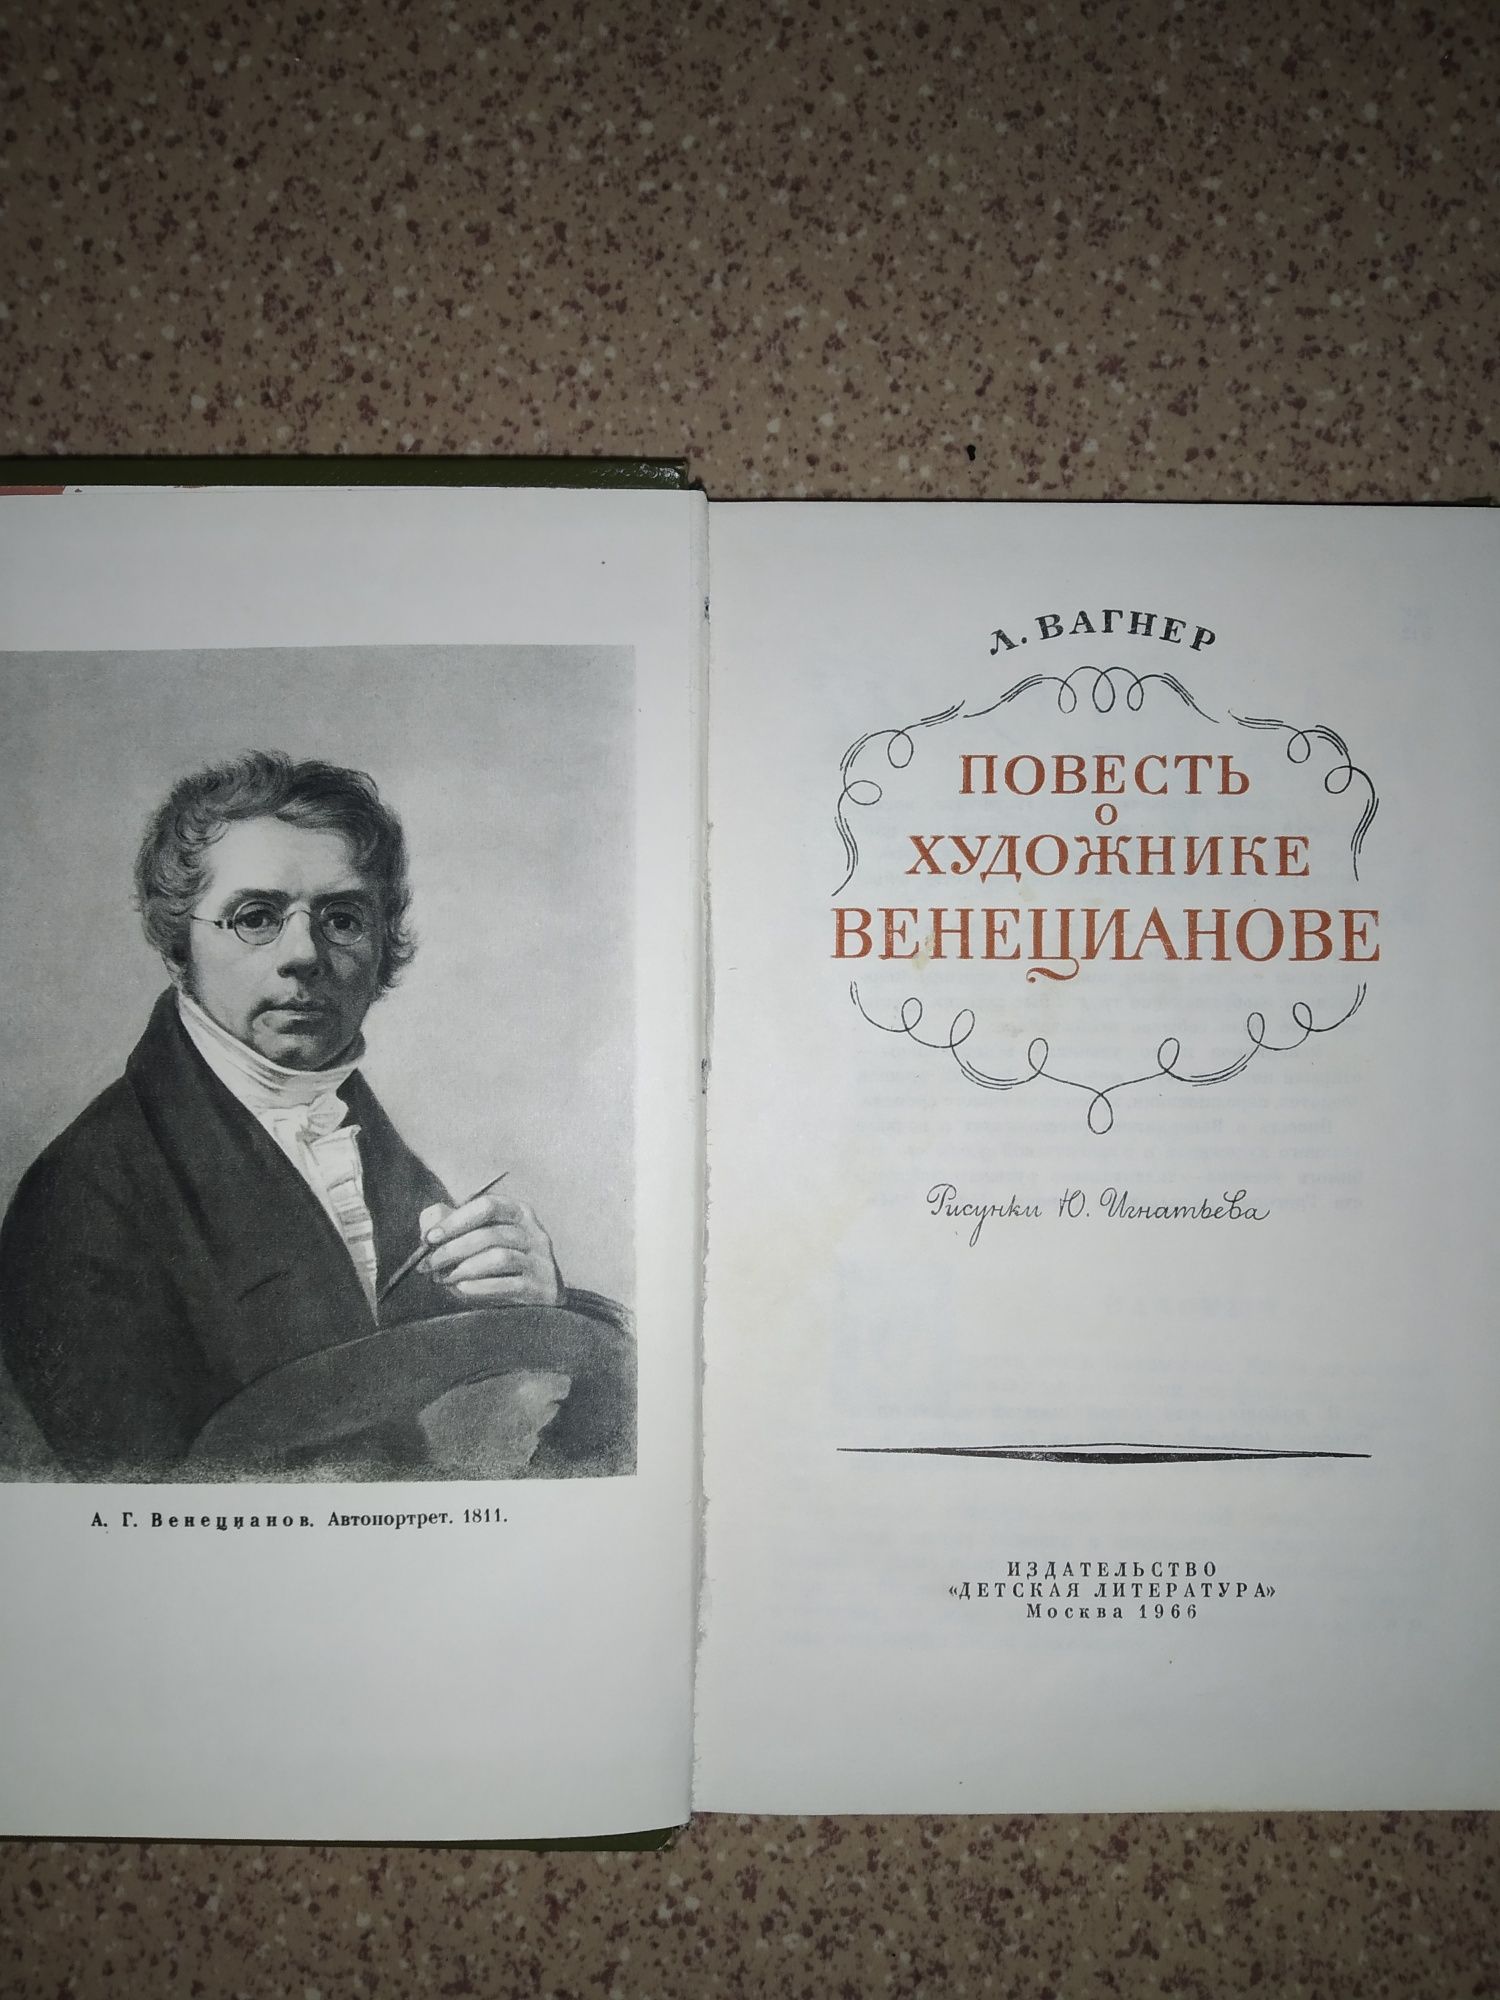 А. Г. Венецианов. Автопортрет. 1811.
Л. ВАГНЕР
ПОВЕСТЬ
О
ХУДОЖНИКЕ
ВЕНЕЦИАНОВЕ
Рисунки Ю. Игнатьева
ИЗДАТЕЛЬСТВО
«ДЕТСКАЯ ЛИТЕРАТУРА»
Москва 1966